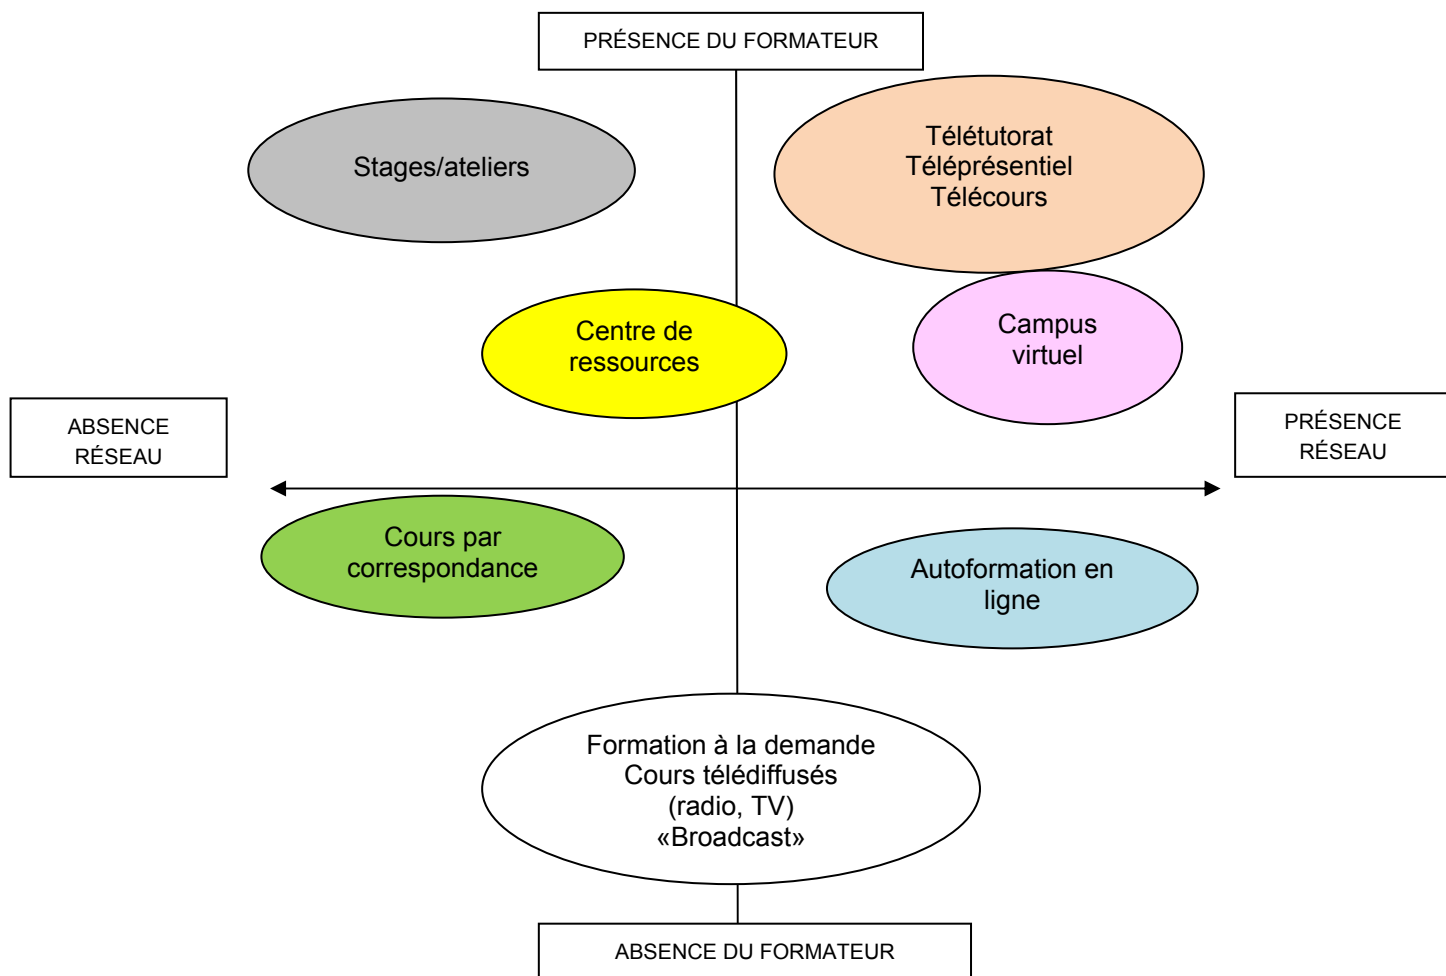 PRÉSENCE DU FORMATEUR
Stages/ateliers
Télétutorat
Téléprésentiel
Télécours
Centre de
ressources
Campus
virtuel
ABSENCE
RÉSEAU
PRÉSENCE
RÉSEAU
Cours par
correspondance
Autoformation en
ligne
Formation à la demande
Cours télédiffusés
(radio, TV)
«Broadcast»
ABSENCE DU FORMATEUR